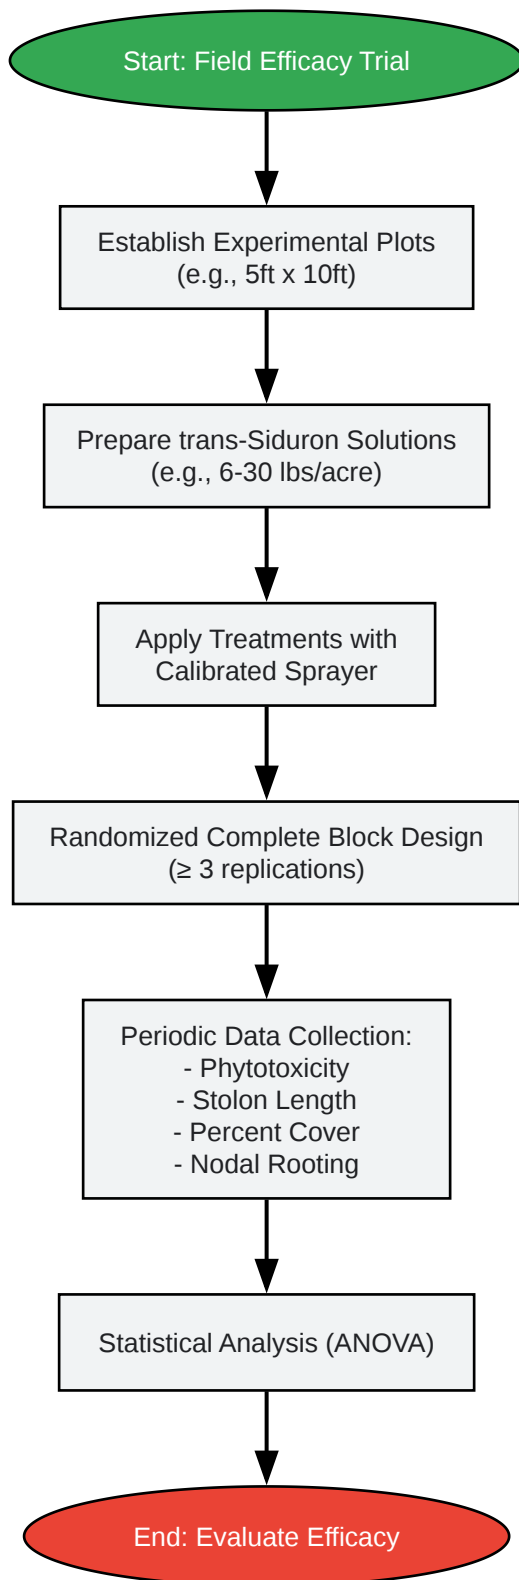 Start: Field Efficacy Trial
Establish Experimental Plots
(e.g., 5ft x 10ft)
Prepare trans-Siduron Solutions
(e.g., 6-30 lbs/acre)
Apply Treatments with
Calibrated Sprayer
Randomized Complete Block Design
(≥ 3 replications)
Periodic Data Collection:
- Phytotoxicity
- Stolon Length
- Percent Cover
- Nodal Rooting
Statistical Analysis (ANOVA)
End: Evaluate Efficacy